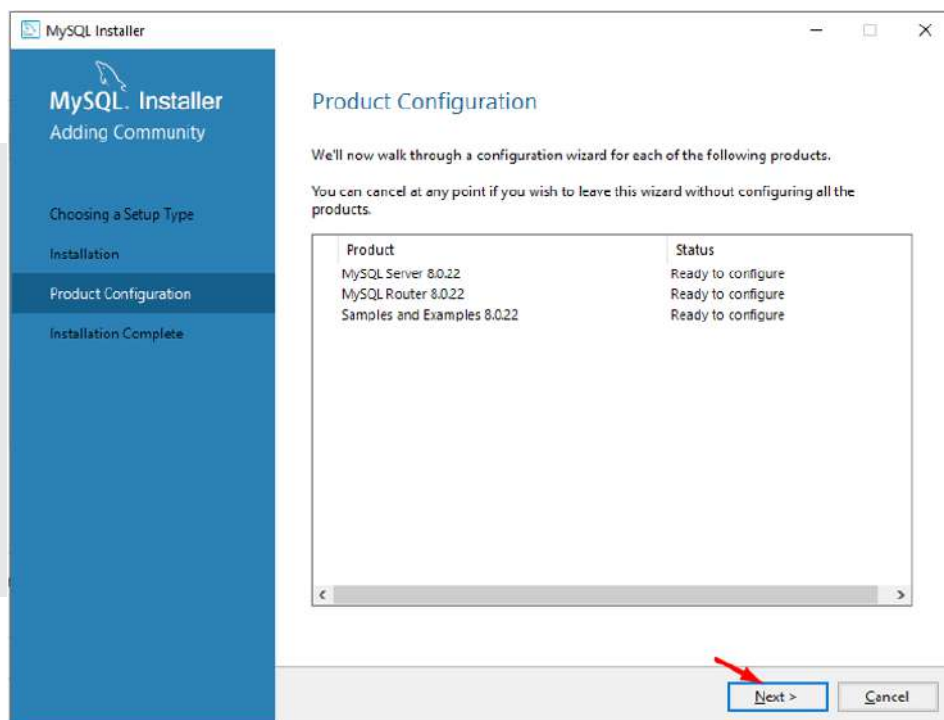 MySQL Installer
MySQL. Installer
Adding Community
Choosing a Setup Type
Installation
Product Configuration
Installation Complete
Product Configuration
We'll now walk through a configuration wizard for each of the following products.
You can cancel at any point if you wish to leave this wizard without configuring all the
products.
Product Status
MySQL Server 8.0.22 Ready to configure
MySQL Router 8.0.22 Ready to configure
Samples and Examples 8.0.22 Ready to configure
Next > Cancel